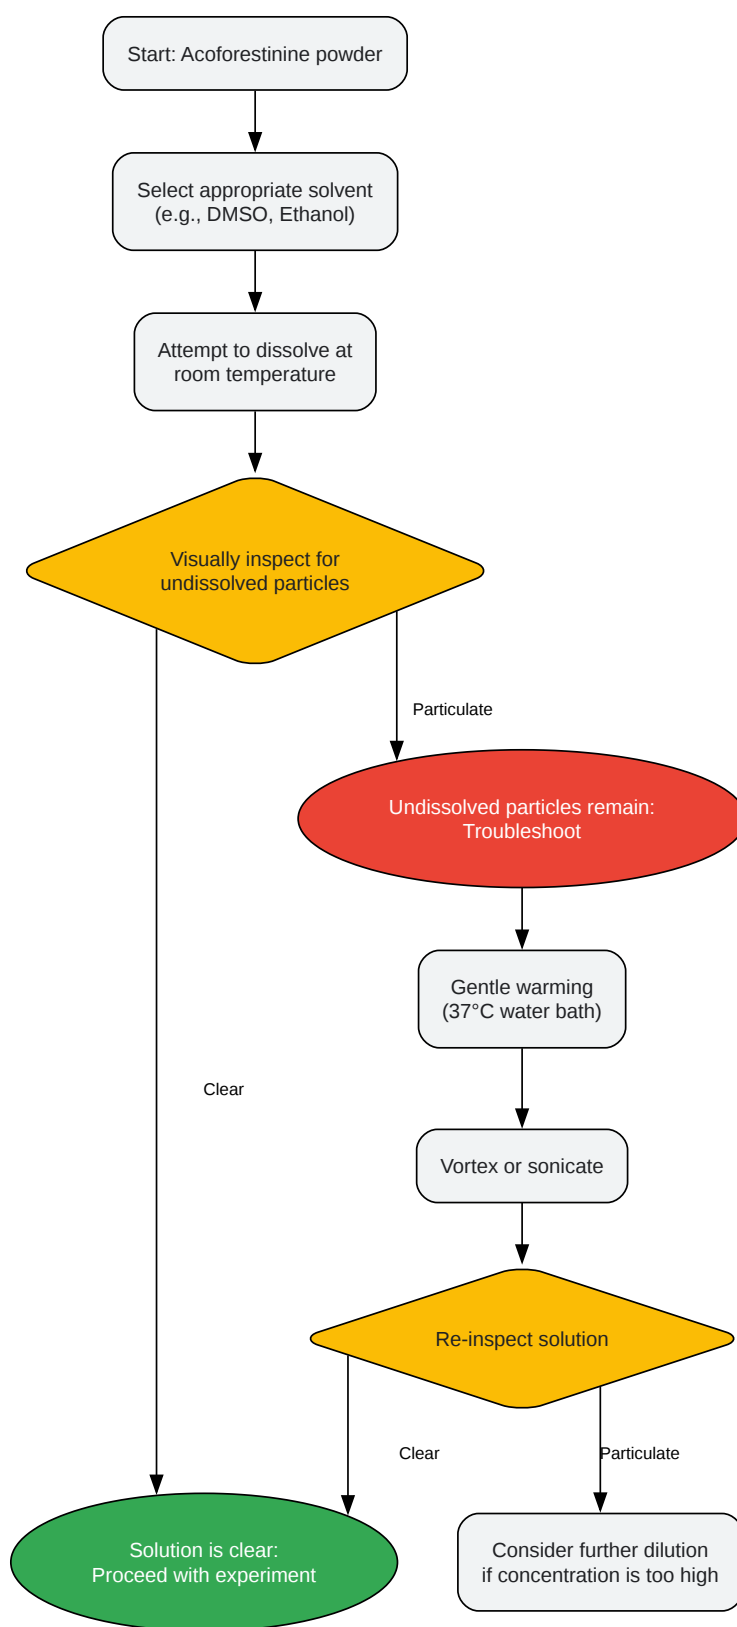 Start: Acoforestinine powder
Select appropriate solvent
(e.g., DMSO, Ethanol)
Attempt to dissolve at
room temperature
Visually inspect for
undissolved particles
Particulate
Undissolved particles remain:
Troubleshoot
Gentle warming
(37°C water bath)
Clear
Vortex or sonicate
Re-inspect solution
Clear
Particulate
Solution is clear:
Proceed with experiment
Consider further dilution
if concentration is too high